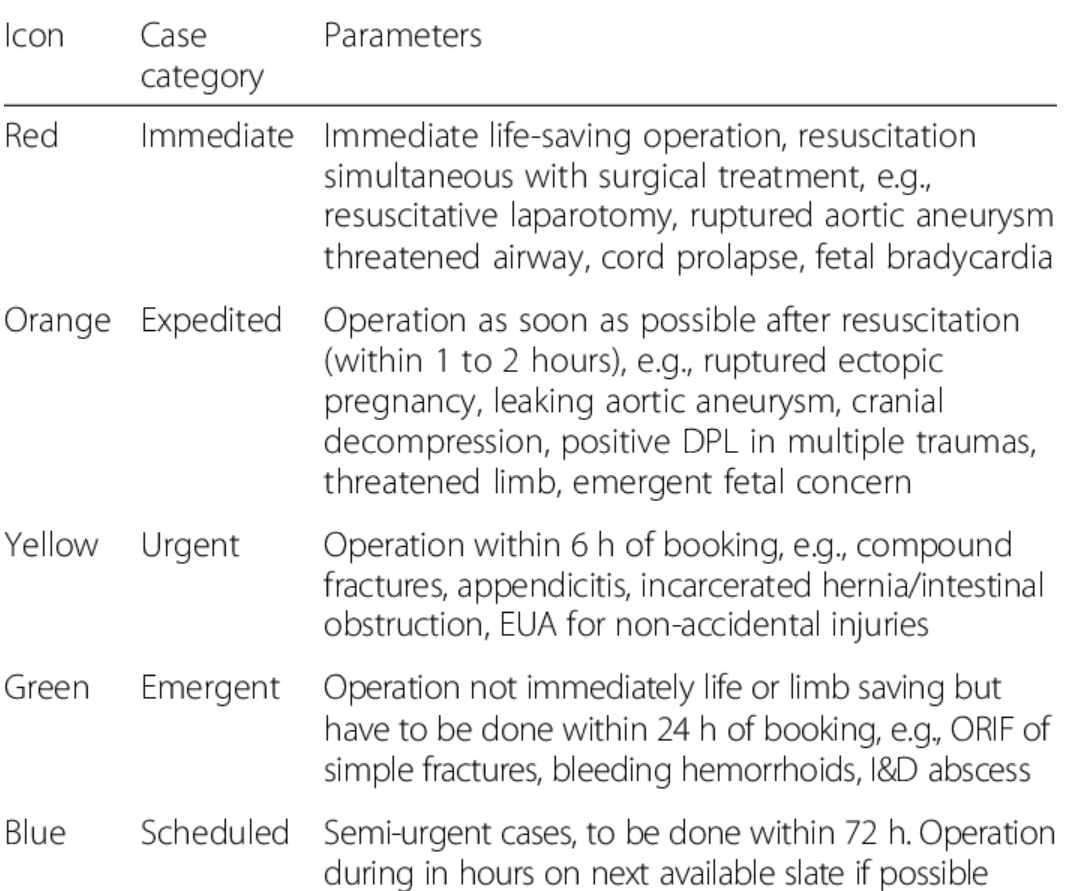 Icon Case category Parameters
Red Immediate Immediate life-saving operation, resuscitation
simultaneous with surgical treatment, e.g.,
resuscitative laparotomy, ruptured aortic aneurysm
threatened airway, cord prolapse, fetal bradycardia
Orange Expedited Operation as soon as possible after resuscitation
(within 1 to 2 hours), e.g., ruptured ectopic
pregnancy, leaking aortic aneurysm, cranial
decompression, positive DPL in multiple traumas,
threatened limb, emergent fetal concern
Yellow Urgent Operation within 6 h of booking, e.g., compound
fractures, appendicitis, incarcerated hernia/intestinal
obstruction, EUA for non-accidental injuries
Green Emergent Operation not immediately life or limb saving but
have to be done within 24 h of booking, e.g., ORIF of
simple fractures, bleeding hemorrhoids, I&D abscess
Blue Scheduled Semi-urgent cases, to be done within 72 h. Operation
during in hours on next available slate if possible